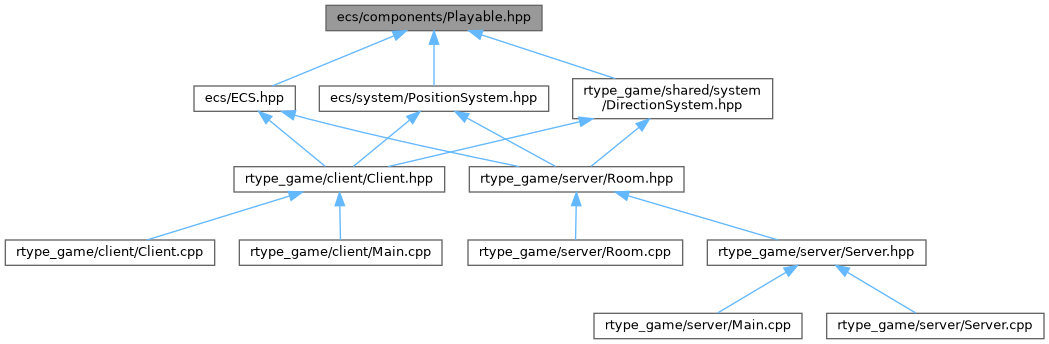 ecs/components/Playable.hpp
ecs/ECS.hpp
ecs/system/PositionSystem.hpp
rtype_game/shared/system
/DirectionSystem.hpp
rtype_game/client/Client.hpp
rtype_game/server/Room.hpp
rtype_game/client/Client.cpp
rtype_game/client/Main.cpp
rtype_game/server/Room.cpp
rtype_game/server/Server.hpp
rtype_game/server/Main.cpp
rtype_game/server/Server.cpp